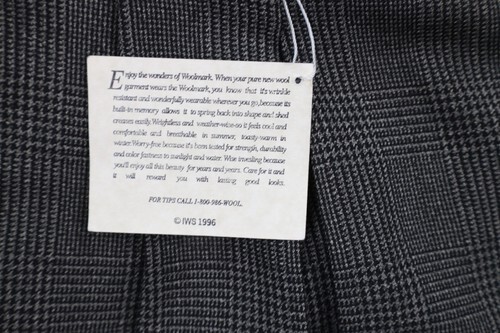 Enjoy the wonders of Woolmark. When your pure new wool
garment wears the Woolmark, you know that it's wrinkle
resistant and wonderfully wearable wherever you go, because its
built-in memory allows it to spring back into shape and shed
creases easily. Weightless and weather-wise-so it feels cool and
comfortable and breathable in summer, toasty-warm in
winter. Worry-free because it's been tested for strength, durability
and color fastness to sunlight and water. Wise investing because
you'll enjoy all this beauty for years and years. Care for it and
it will reward you with lasting good looks.
FOR TIPS CALL 1-800-986-WOOL.
© IWS 1996